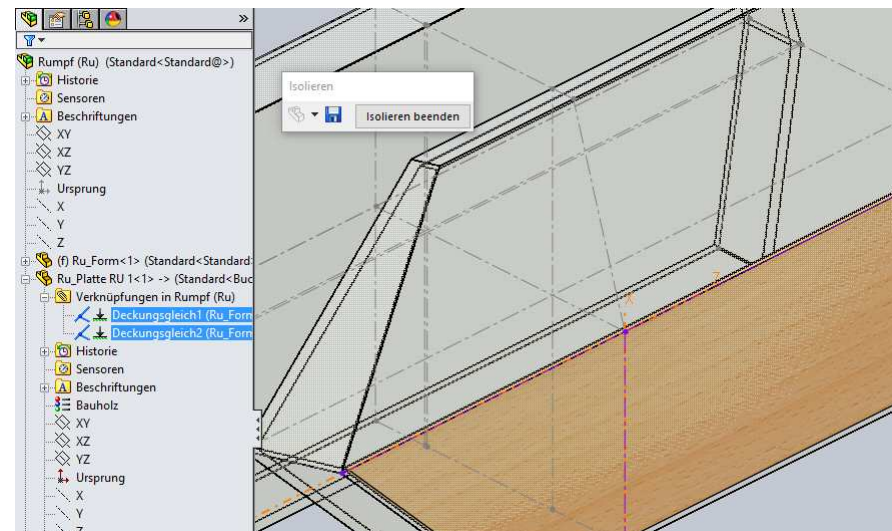 »
Rumpf (Ru) (Standard<Standard@>)
Historie
Sensoren
Beschriftungen
XY
XZ
YZ
Ursprung
X
Y
Z
(f) Ru_Form<1> (Standard<Standard
Ru_Platte RU 1<1> -> (Standard<Buc
Verknüpfungen in Rumpf (Ru)
Deckungsgleich1 (Ru_Form
Deckungsgleich2 (Ru_Form
Historie
Sensoren
Beschriftungen
Bauholz
XY
XZ
YZ
Ursprung
X
Y
Z
Isolieren
Isolieren beenden
Z
X